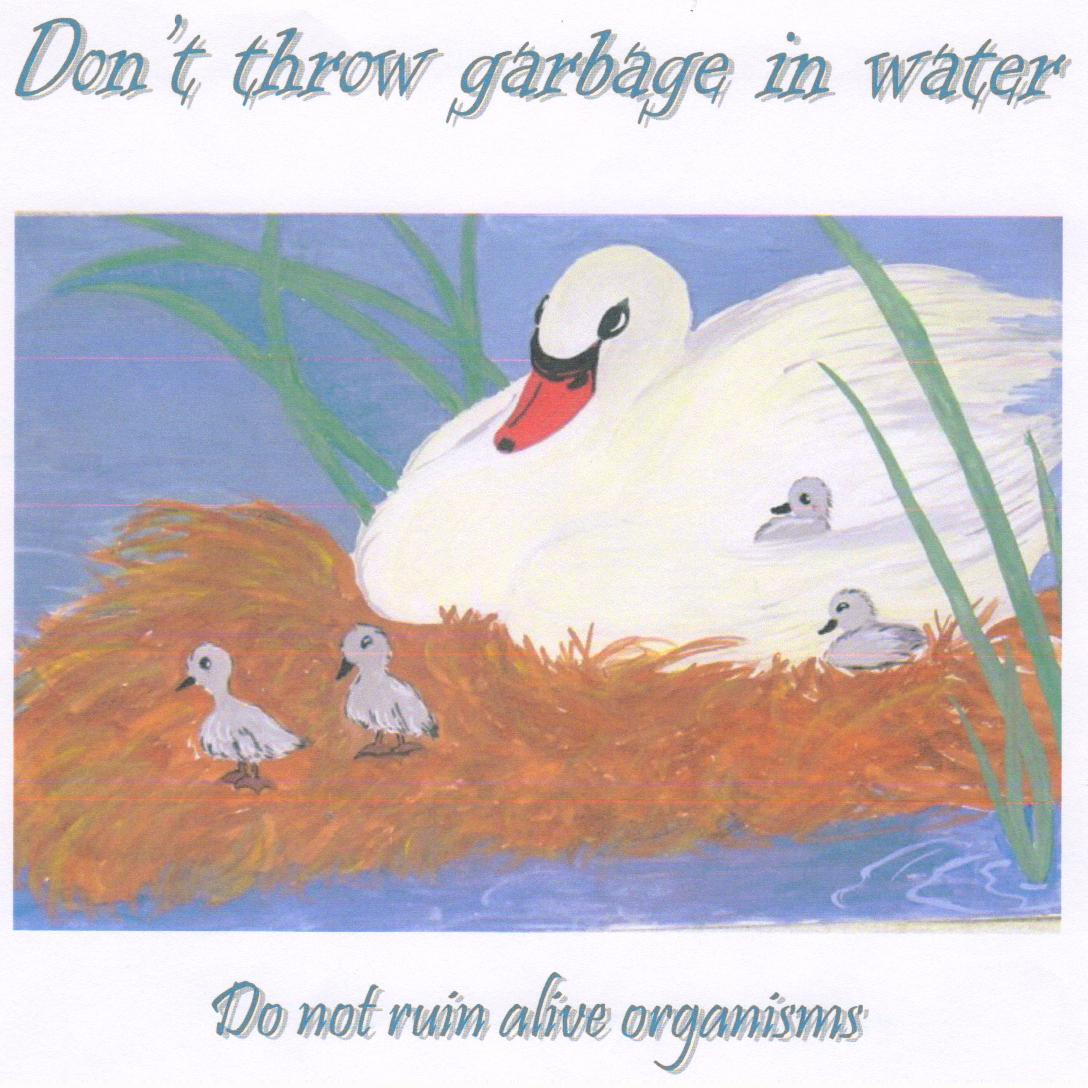 Don't throw garbage in water
Do not ruin alive organisms